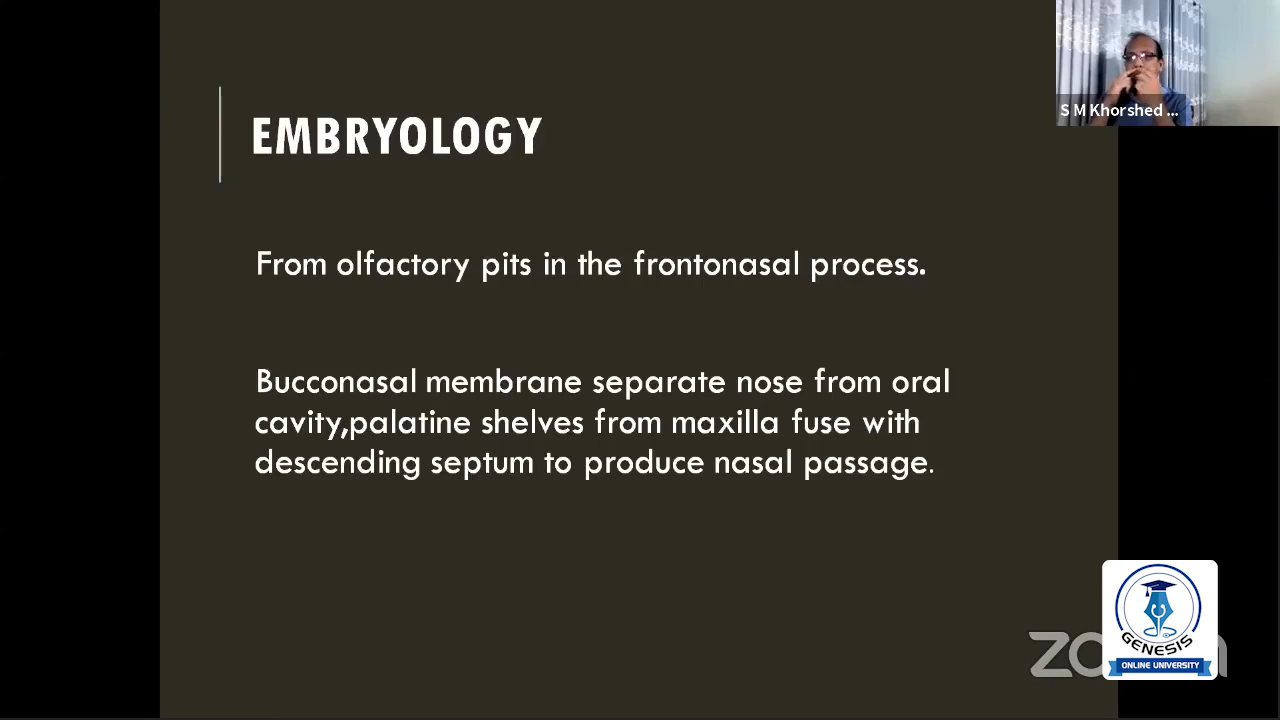 S M Khorshed ...
EMBRYOLOGY
From olfactory pits in the frontonasal process.
Bucconasal membrane separate nose from oral
cavity,palatine shelves from maxilla fuse with
descending septum to produce nasal passage.
GENESIS
ONLINE UNIVERSITY